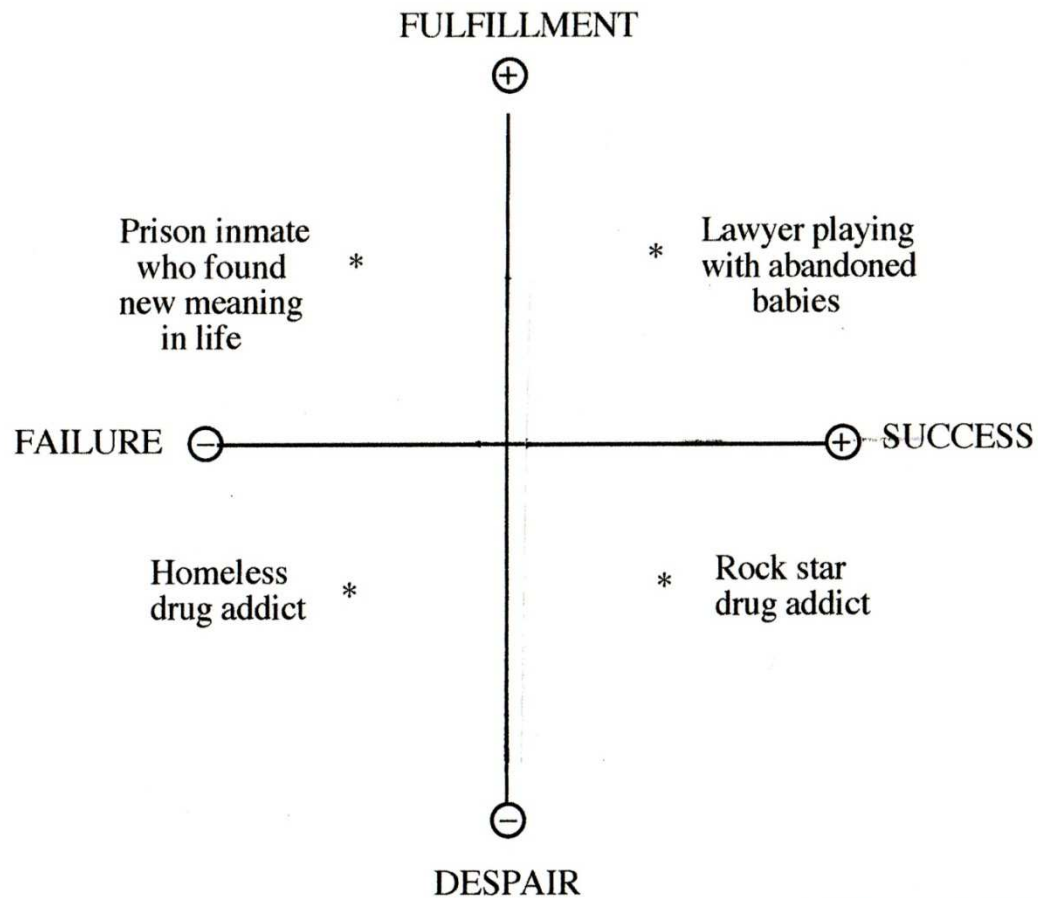 FULFILLMENT
+
Prison inmate
who found
new meaning
in life
*
* Lawyer playing
with abandoned
babies
FAILURE − + SUCCESS
Homeless
drug addict *
* Rock star
drug addict
−
DESPAIR